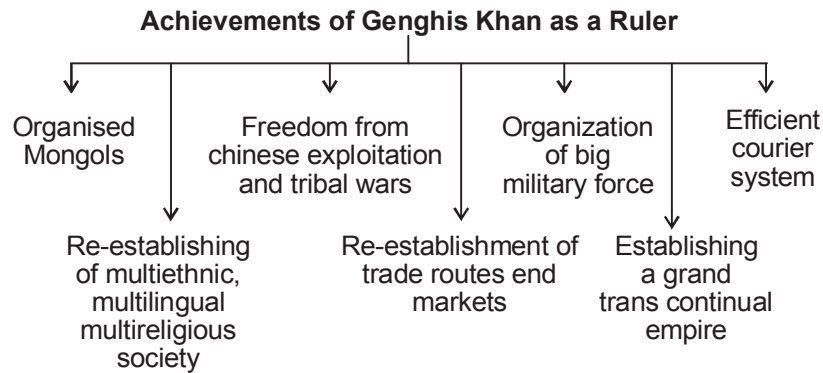 Achievements of Genghis Khan as a Ruler
Organised
Mongols
Freedom from
chinese exploitation
and tribal wars
Organization
of big
military force
Efficient
courier
system
Re-establishing
of multiethnic,
multilingual
multireligious
society
Re-establishment of
trade routes end
markets
Establishing
a grand
trans continual
empire